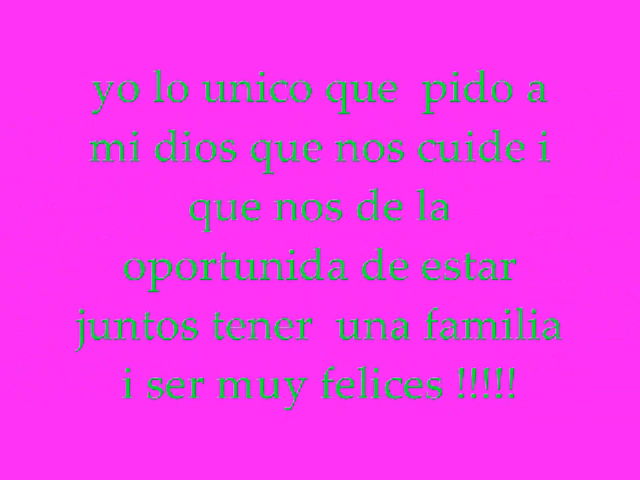 yo lo unico que  pido a
mi dios que nos cuide i
que nos de la
oportunida de estar
juntos tener  una familia
i ser muy felices !!!!!